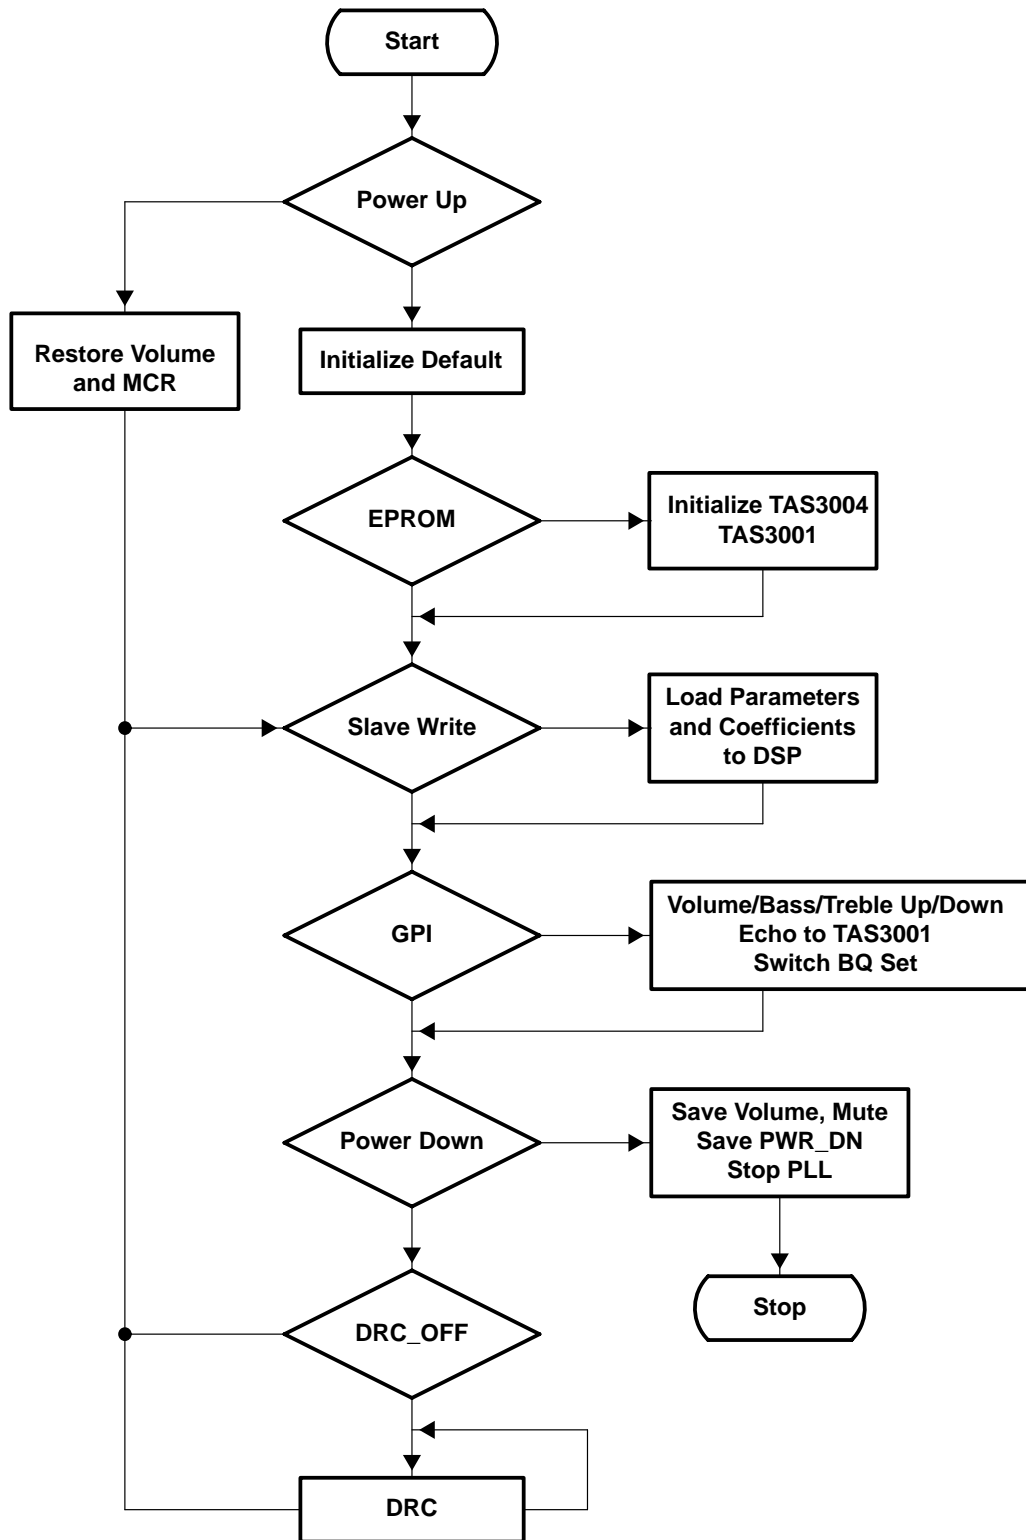 Start
Power Up
Restore Volume
and MCR
Initialize Default
EPROM
Initialize TAS3004
TAS3001
Slave Write
Load Parameters
and Coefficients
to DSP
GPI
Volume/Bass/Treble Up/Down
Echo to TAS3001
Switch BQ Set
Power Down
Save Volume, Mute
Save PWR_DN
Stop PLL
Stop
DRC_OFF
DRC